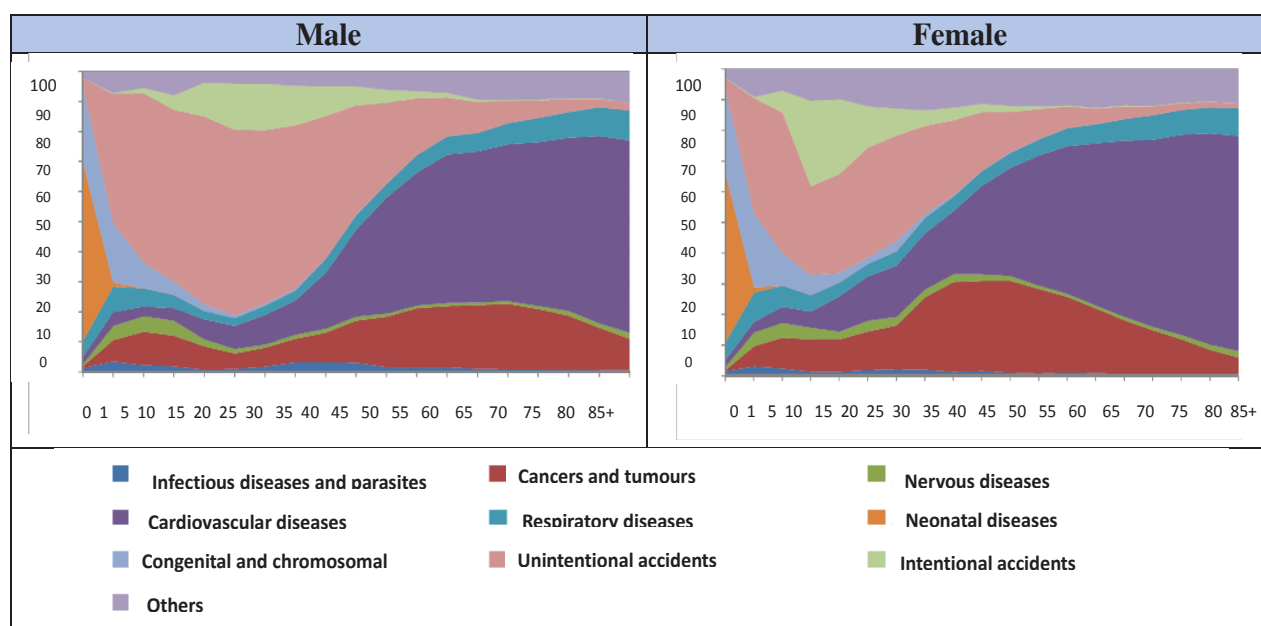 Male Female
100 100
90 90
80 80
70 70
60 60
50 50
40 40
30 30
20 20
10 10
0 0
0 1 5 10 15 20 25 30 35 40 45 50 55 60 65 70 75 80 85+
0 1 5 10 15 20 25 30 35 40 45 50 55 60 65 70 75 80 85+
Infectious diseases and parasites Cancers and tumours Nervous diseases
Cardiovascular diseases Respiratory diseases Neonatal diseases
Congenital and chromosomal Unintentional accidents Intentional accidents
Others